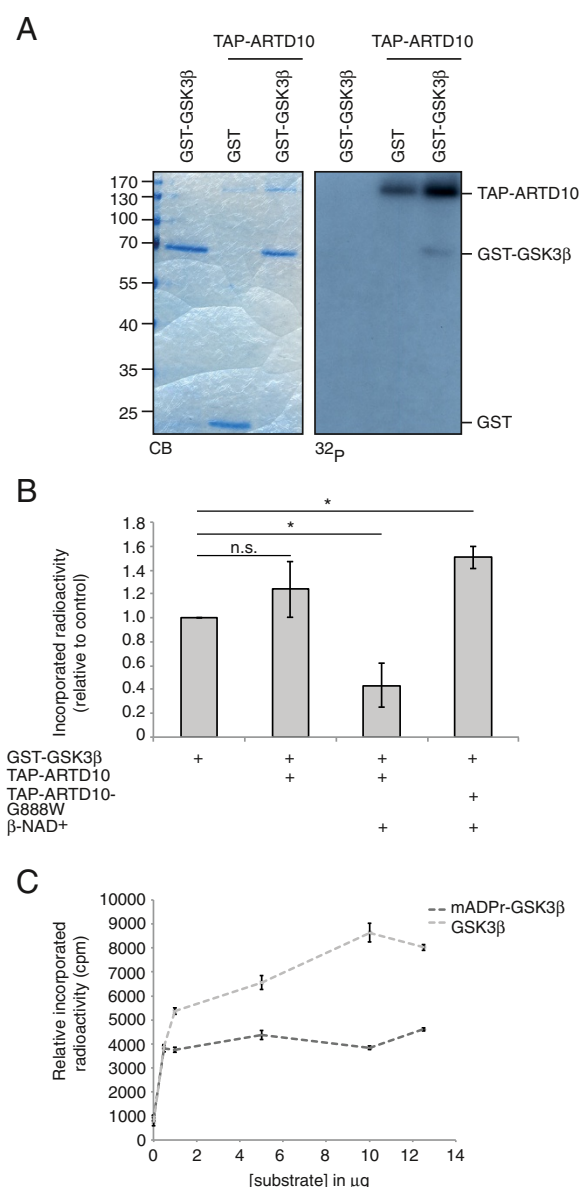 A
TAP-ARTD10 TAP-ARTD10
GST-GSK3β GST GST-GSK3β GST-GSK3β GST GST-GSK3β
170
130
100
70
55
40
35
25
TAP-ARTD10
GST-GSK3β
GST
CB 32P
B
Incorporated radioactivity
(relative to control)
1.8
1.6
1.4
1.2
1.0
0.8
0.6
0.4
0.2
0
*
*
n.s.
GST-GSK3β + + + +
TAP-ARTD10 + +
TAP-ARTD10- +
G888W
β-NAD+ + +
C
Relative incorporated
radioactivity (cpm)
10000
9000
8000
7000
6000
5000
4000
3000
2000
1000
0
mADPr-GSK3β
GSK3β
0 2 4 6 8 10 12 14
[substrate] in µg